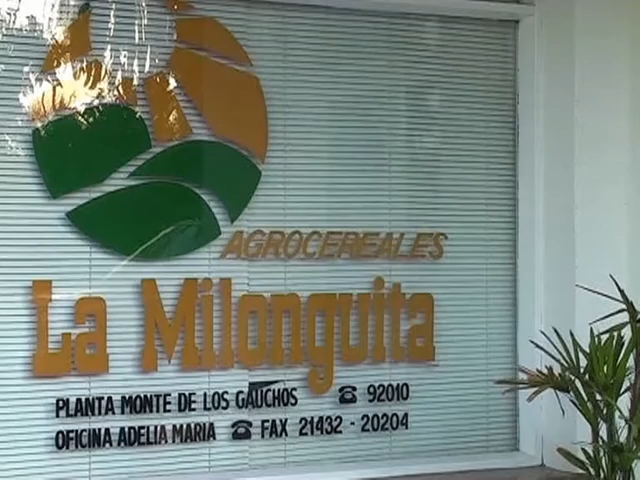 AGROCEREALES
La Milonguita
PLANTA MONTE DE LOS GAUCHOS ☎ 92010
OFICINA ADELIA MARIA ☎ FAX 21432 - 20204